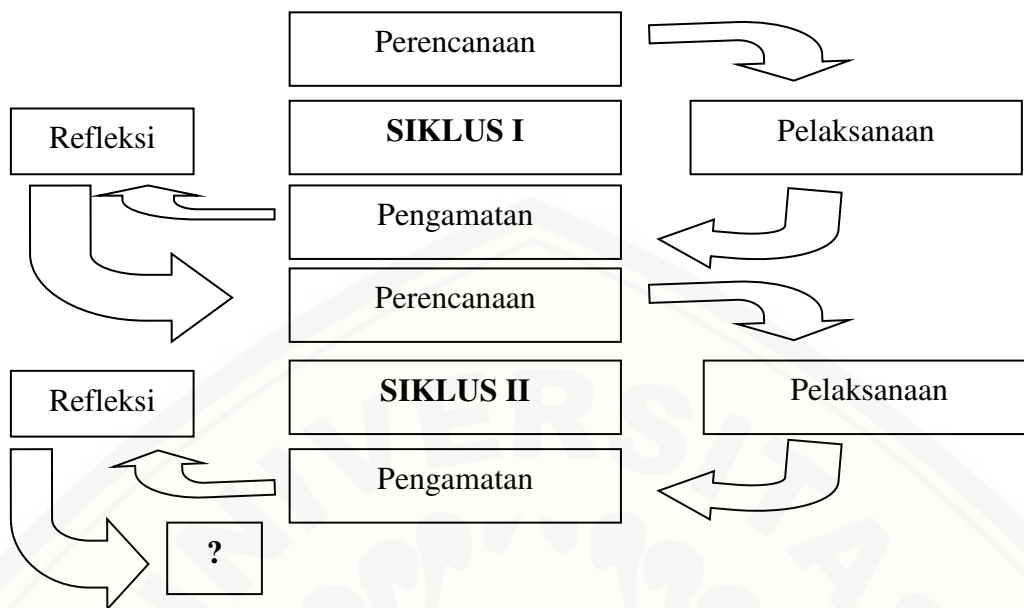 Perencanaan
Refleksi
SIKLUS I
Pelaksanaan
Pengamatan
Perencanaan
Refleksi
SIKLUS II
Pelaksanaan
Pengamatan
?